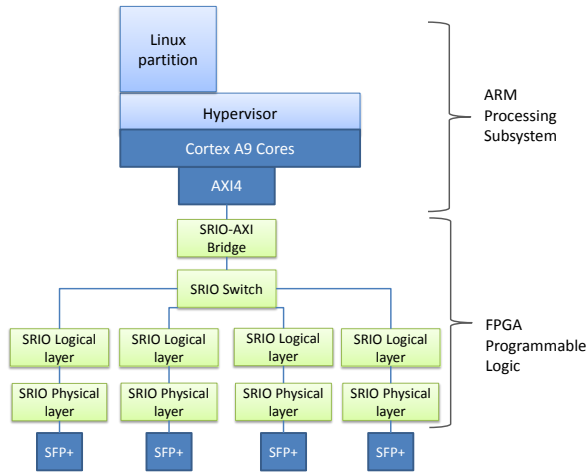 Linux
partition
Hypervisor
Cortex A9 Cores
AXI4
ARM
Processing
Subsystem
SRIO-AXI
Bridge
SRIO Switch
SRIO Logical
layer
SRIO Logical
layer
SRIO Logical
layer
SRIO Logical
layer
SRIO Physical
layer
SRIO Physical
layer
SRIO Physical
layer
SRIO Physical
layer
SFP+
SFP+
SFP+
SFP+
FPGA
Programmable
Logic